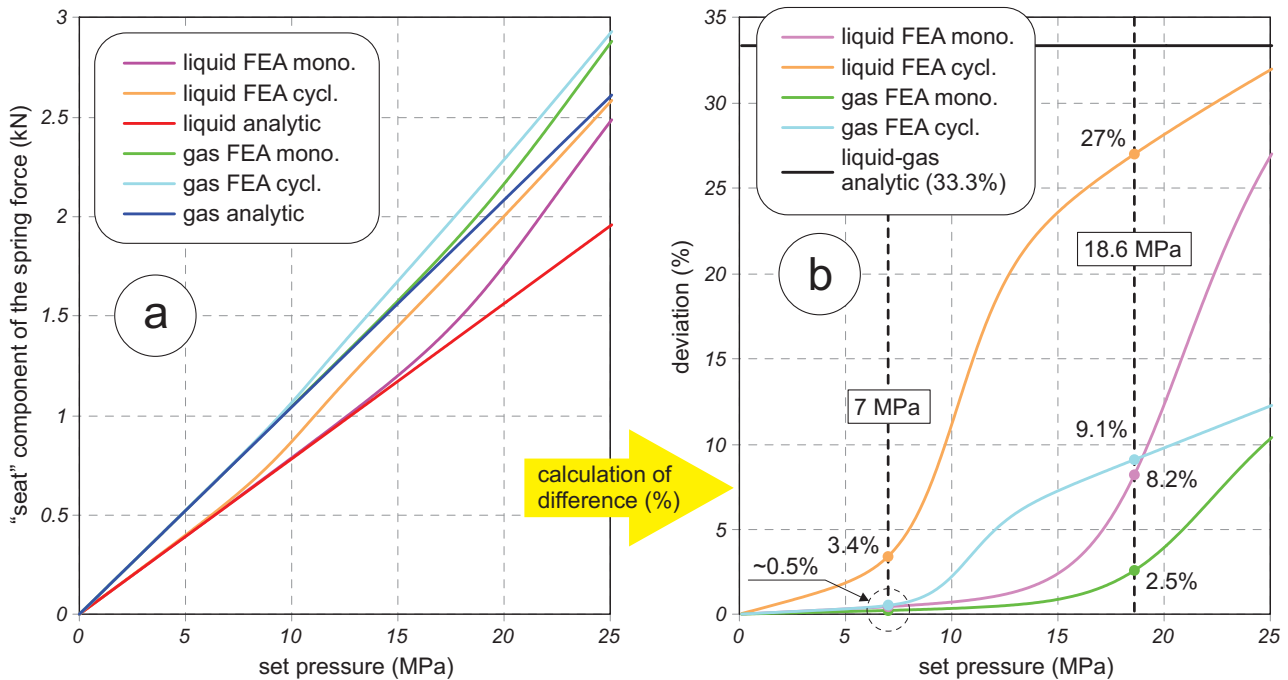 3
2.5
2
1.5
1
0.5
0
0
5
10
15
20
25
"seat" component of the spring force (kN)
set pressure (MPa)
liquid FEA mono.
liquid FEA cycl.
liquid analytic
gas FEA mono.
gas FEA cycl.
gas analytic
a
calculation of
difference (%)
35
30
25
20
15
10
5
0
0
5
10
15
20
25
deviation (%)
set pressure (MPa)
liquid FEA mono.
liquid FEA cycl.
gas FEA mono.
gas FEA cycl.
liquid-gas
analytic (33.3%)
b
27%
18.6 MPa
7 MPa
9.1%
8.2%
3.4%
~0.5%
2.5%